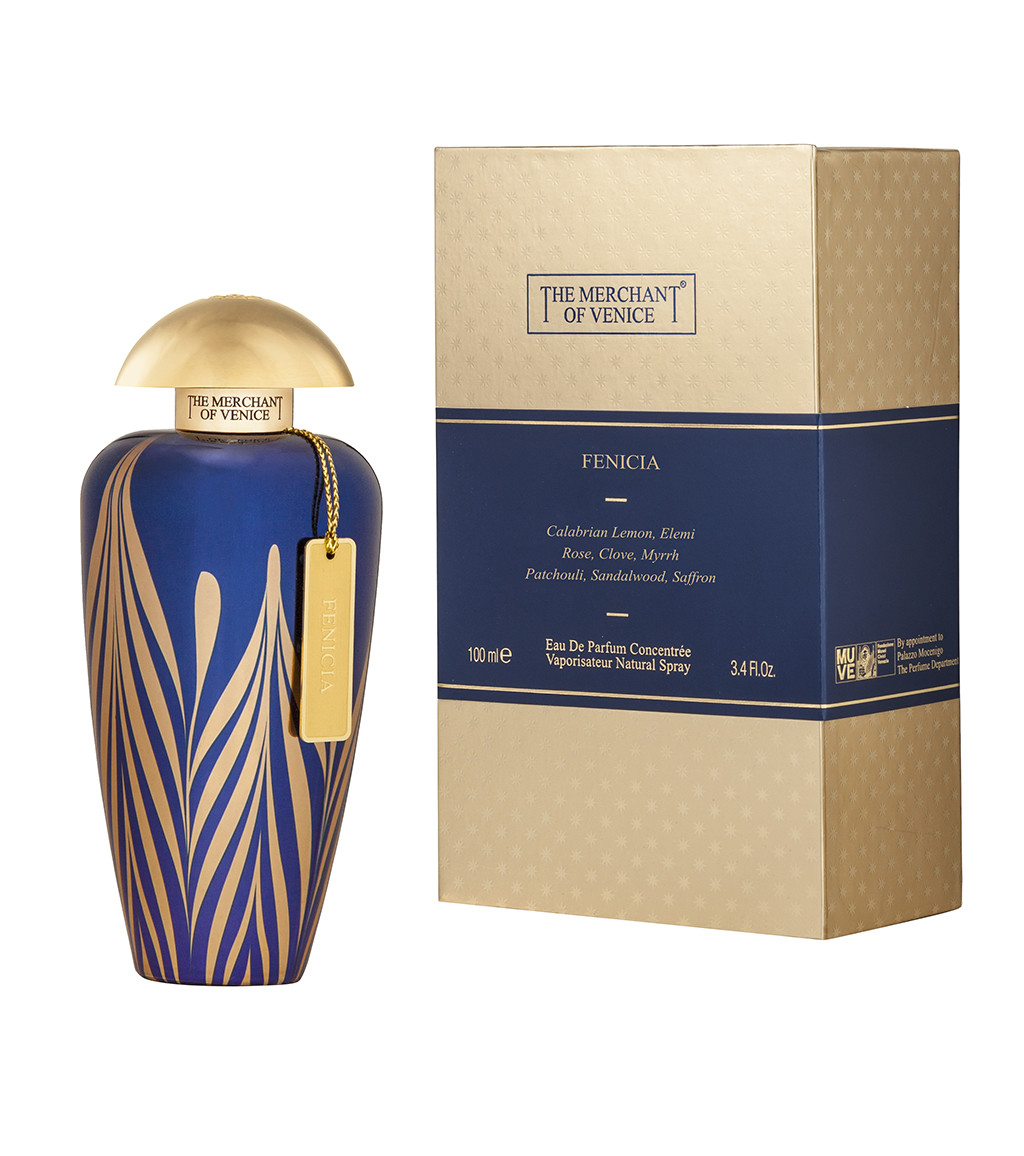 THE MERCHANT
OF VENICE
FENICIA
THE MERCHANT®
OF VENICE
FENICIA
Calabrian Lemon, Elemi
Rose, Clove, Myrrh
Patchouli, Sandalwood, Saffron
100 ml e
Eau De Parfum Concentrée
Vaporisateur Natural Spray
3.4 Fl.Oz.
MU
VE
By appointment to
Palazzo Mocenigo
The Perfume Department